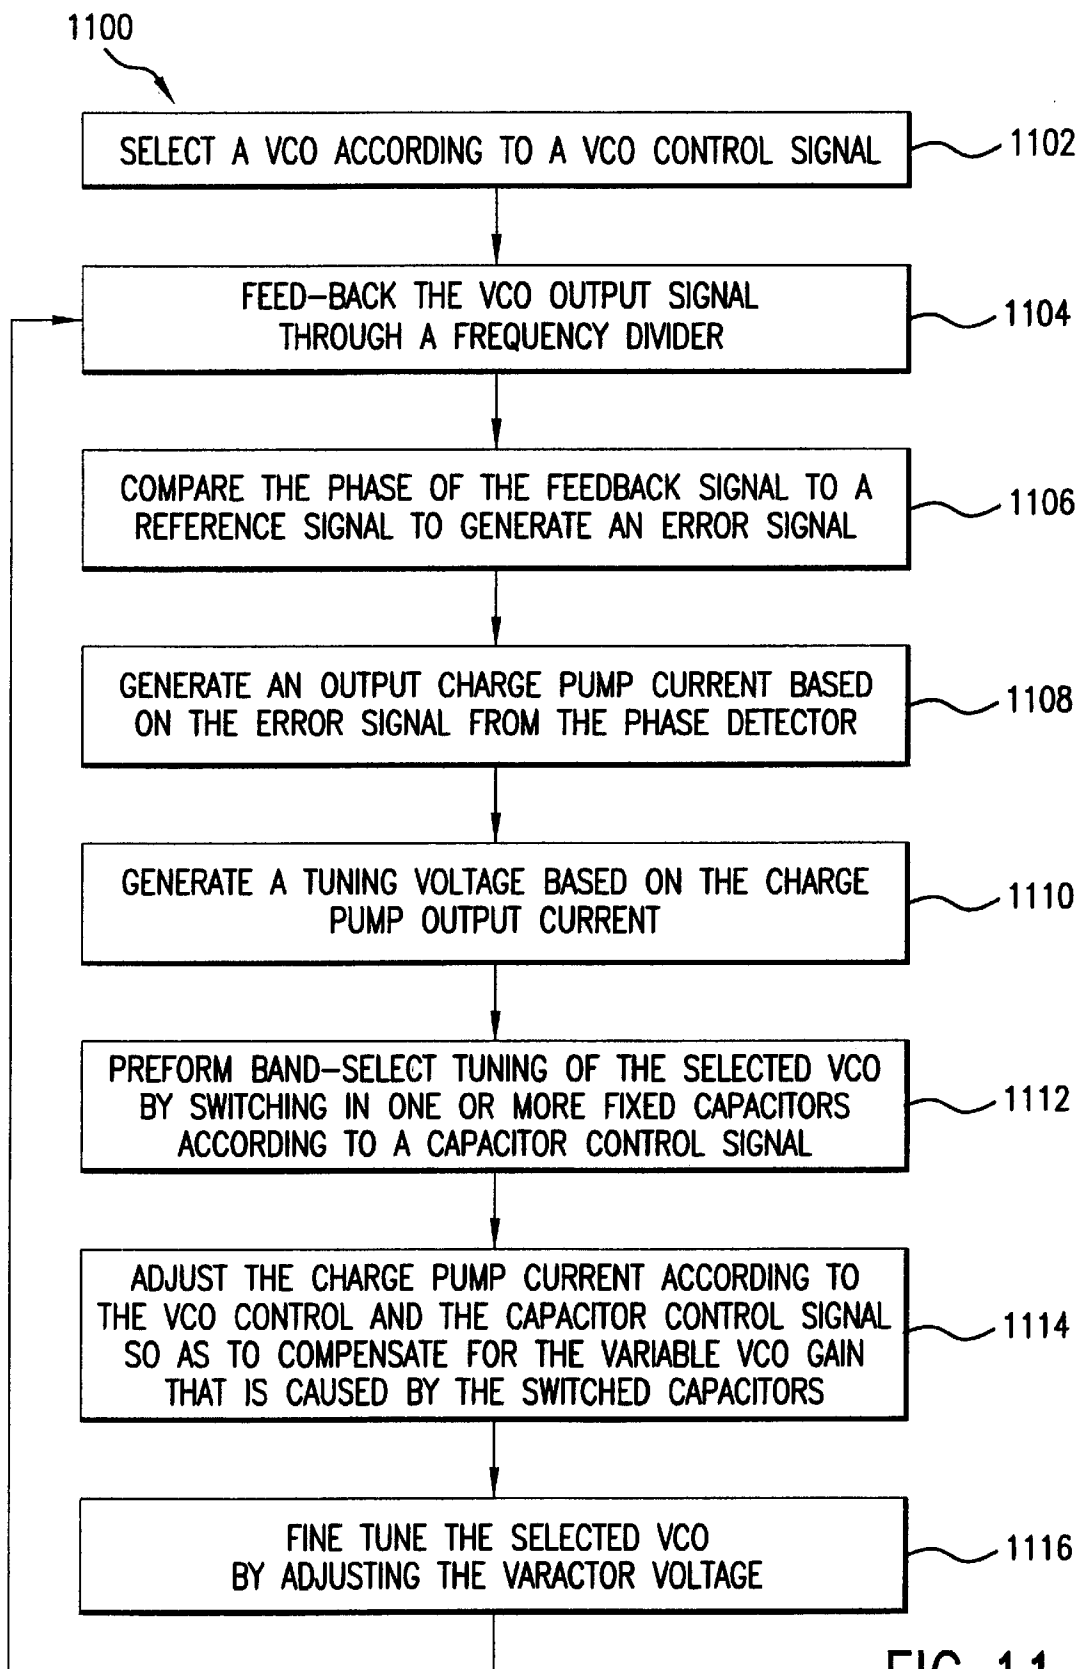 1100
SELECT A VCO ACCORDING TO A VCO CONTROL SIGNAL
1102
FEED-BACK THE VCO OUTPUT SIGNAL
THROUGH A FREQUENCY DIVIDER
1104
COMPARE THE PHASE OF THE FEEDBACK SIGNAL TO A
REFERENCE SIGNAL TO GENERATE AN ERROR SIGNAL
1106
GENERATE AN OUTPUT CHARGE PUMP CURRENT BASED
ON THE ERROR SIGNAL FROM THE PHASE DETECTOR
1108
GENERATE A TUNING VOLTAGE BASED ON THE CHARGE
PUMP OUTPUT CURRENT
1110
PREFORM BAND-SELECT TUNING OF THE SELECTED VCO
BY SWITCHING IN ONE OR MORE FIXED CAPACITORS
ACCORDING TO A CAPACITOR CONTROL SIGNAL
1112
ADJUST THE CHARGE PUMP CURRENT ACCORDING TO
THE VCO CONTROL AND THE CAPACITOR CONTROL SIGNAL
SO AS TO COMPENSATE FOR THE VARIABLE VCO GAIN
THAT IS CAUSED BY THE SWITCHED CAPACITORS
1114
FINE TUNE THE SELECTED VCO
BY ADJUSTING THE VARACTOR VOLTAGE
1116
FIG. 11